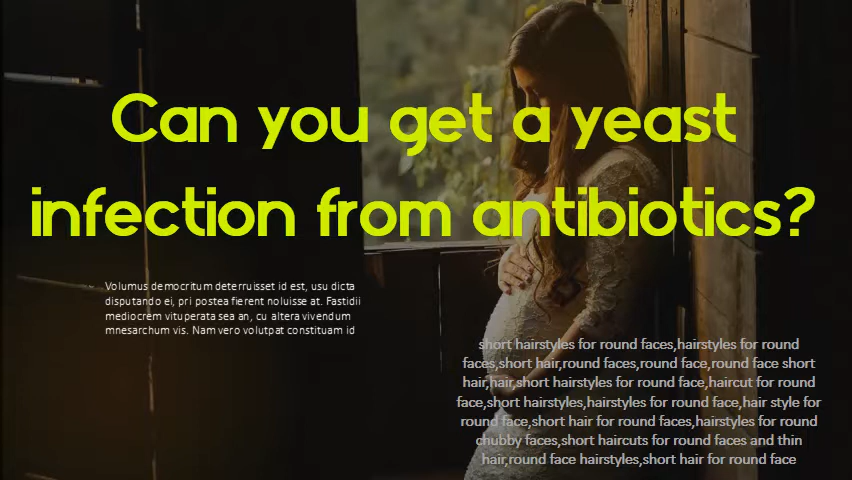 Can you get a yeast
infection from antibiotics?
Volumus democritum deterruisset id est, usu dicta
disputando ei, pri postea fierent noluisse at. Fastidii
mediocrem vituperata sea an, cu altera vivendum
mnesarchum vis. Nam vero volutpat constituam id
short hairstyles for round faces,hairstyles for round
faces,short hair,round faces,round face,round face short
hair,hair,short hairstyles for round face,haircut for round
face,short hairstyles,hairstyles for round face,hair style for
round face,short hair for round faces,hairstyles for round
chubby faces,short haircuts for round faces and thin
hair,round face hairstyles,short hair for round face